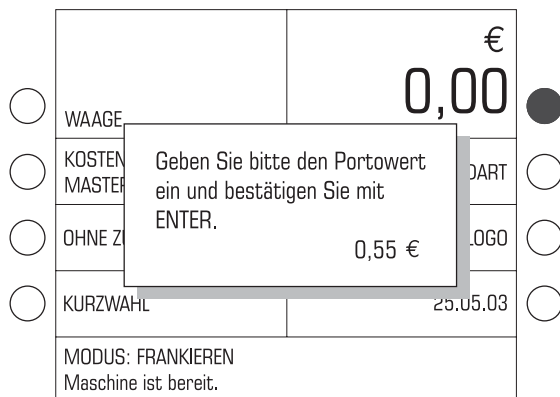 €
0,00
WAAGE
KOSTEN
MASTER
Geben Sie bitte den Portowert
ein und bestätigen Sie mit
ENTER.
0,55 €
DART
OHNE Z
LOGO
KURZWAHL
25.05.03
MODUS: FRANKIEREN
Maschine ist bereit.